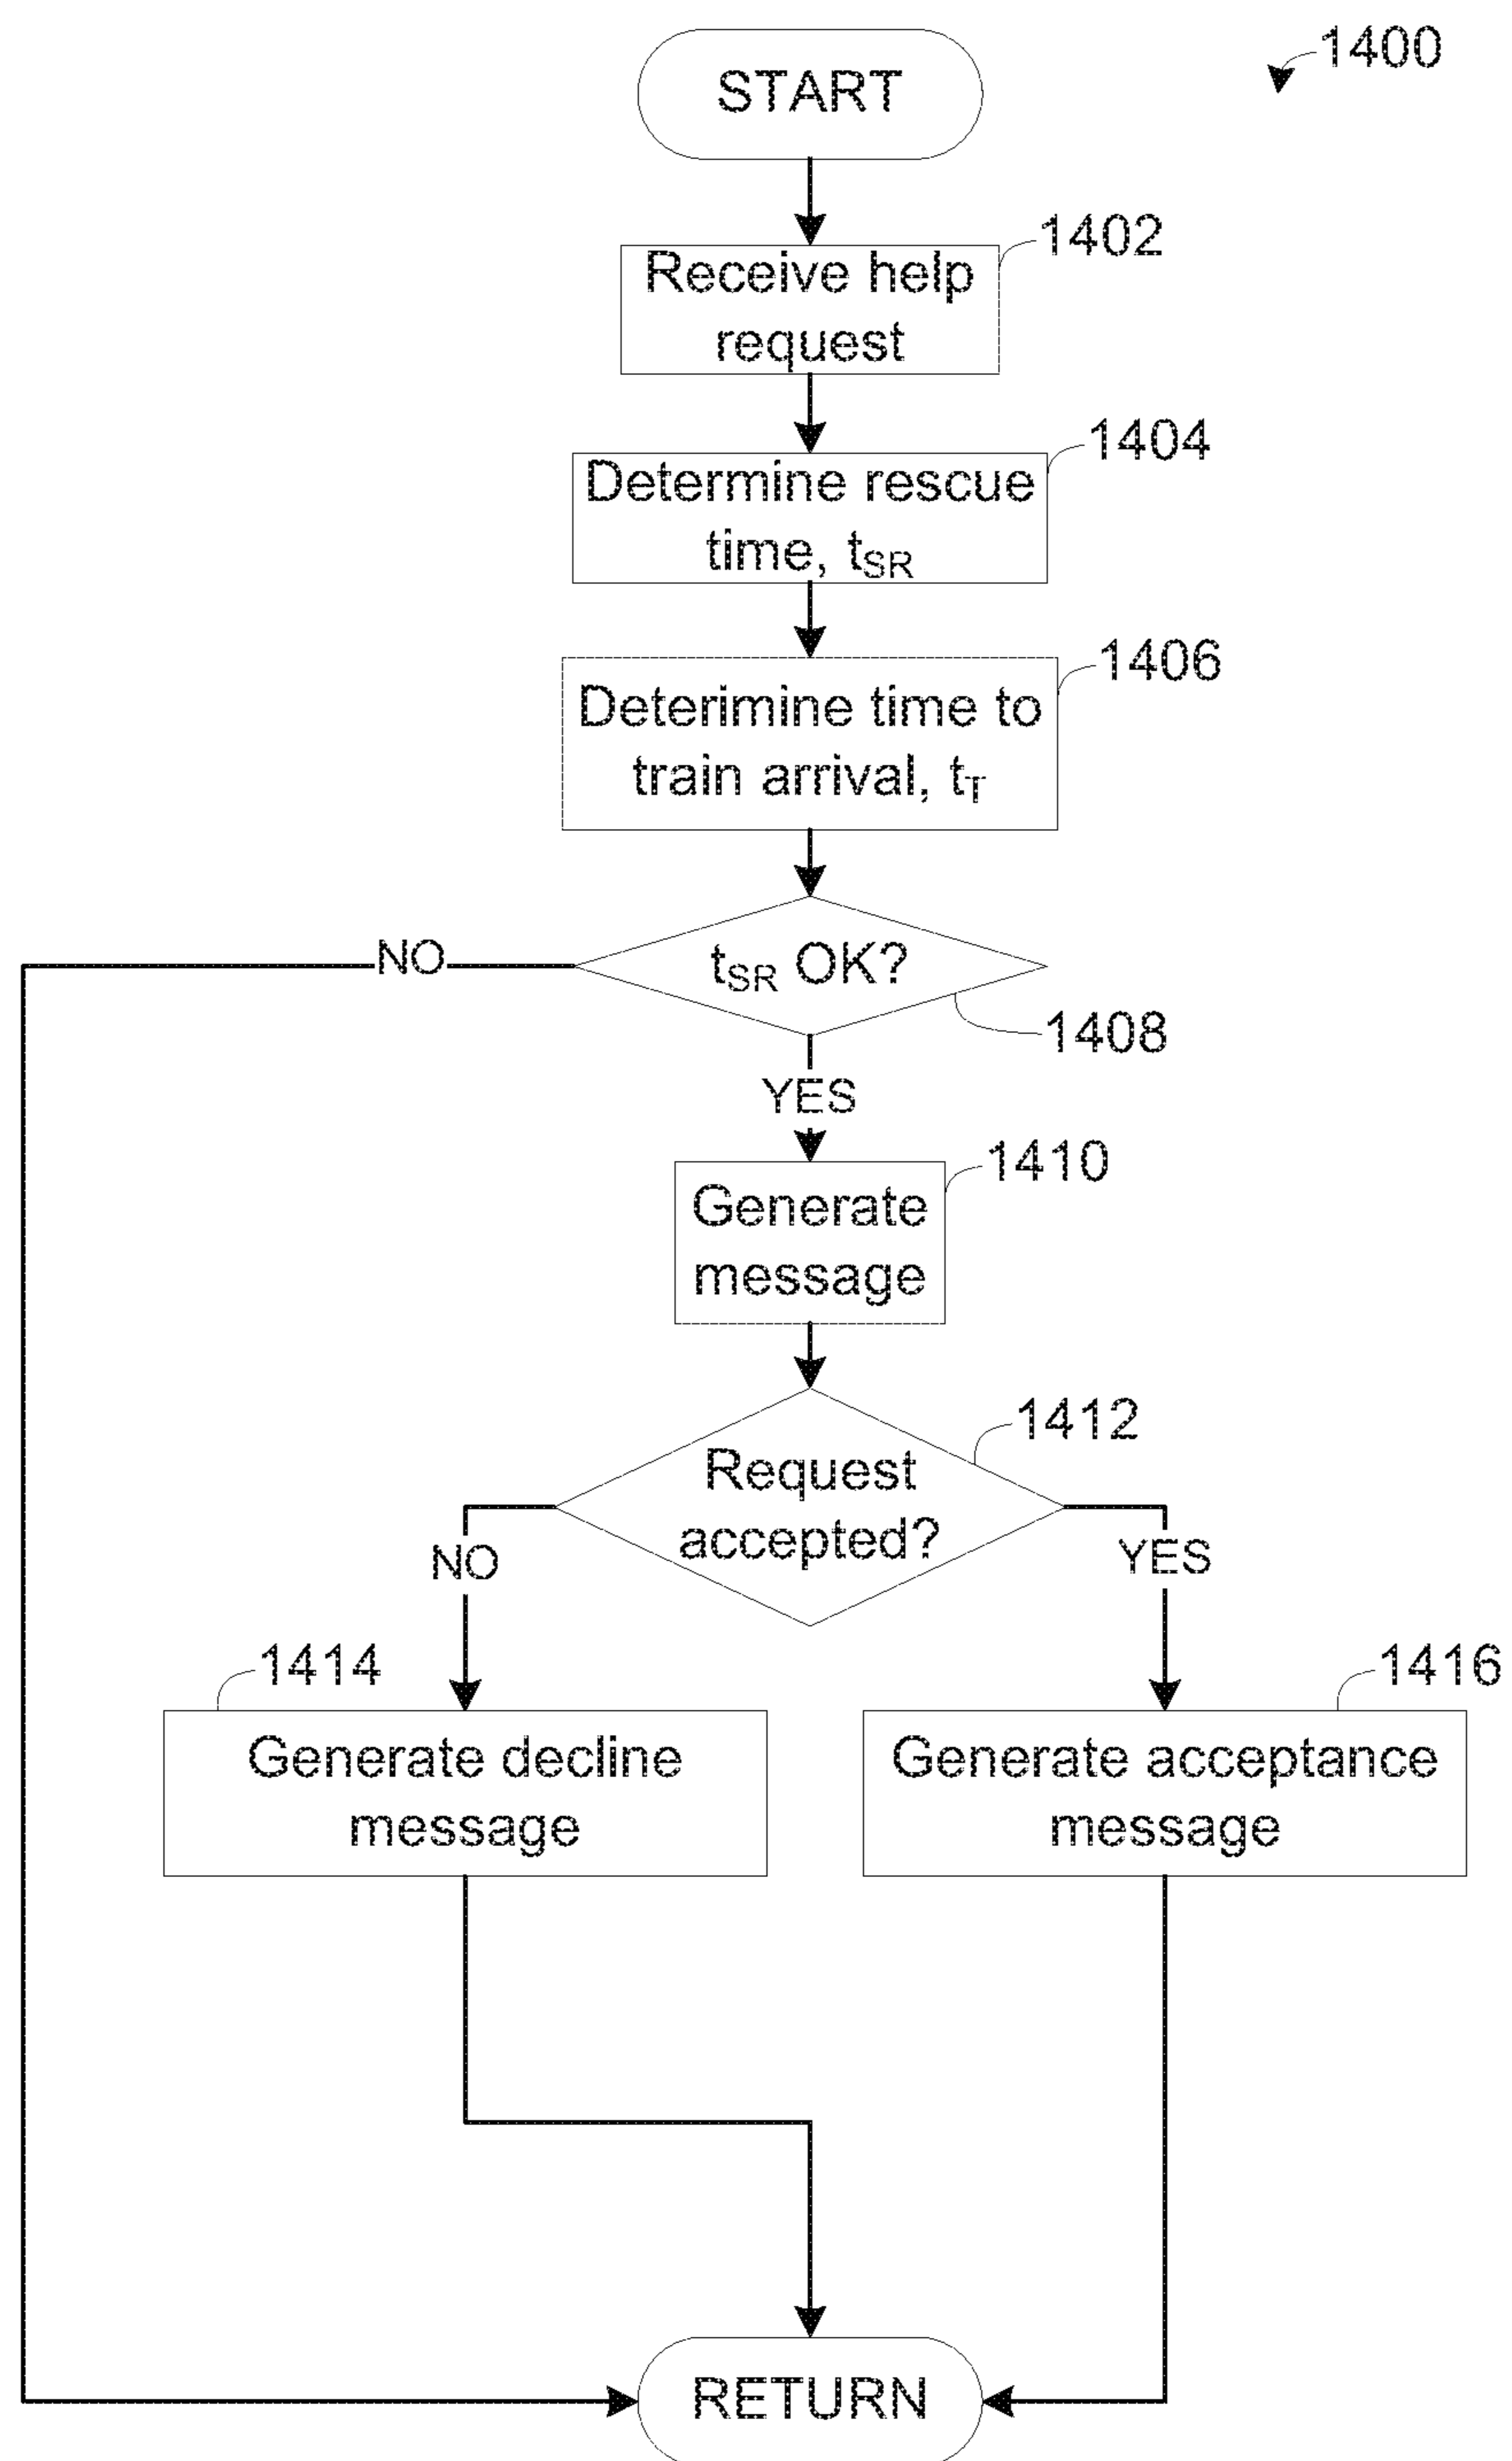 1400
START
1402
Receive help
request
1404
Determine rescue
time, tSR
1406
Deterimine time to
train arrival, tT
NO
tSR OK?
1408
YES
1410
Generate
message
1412
Request
accepted?
NO
YES
1414
1416
Generate decline
message
Generate acceptance
message
RETURN